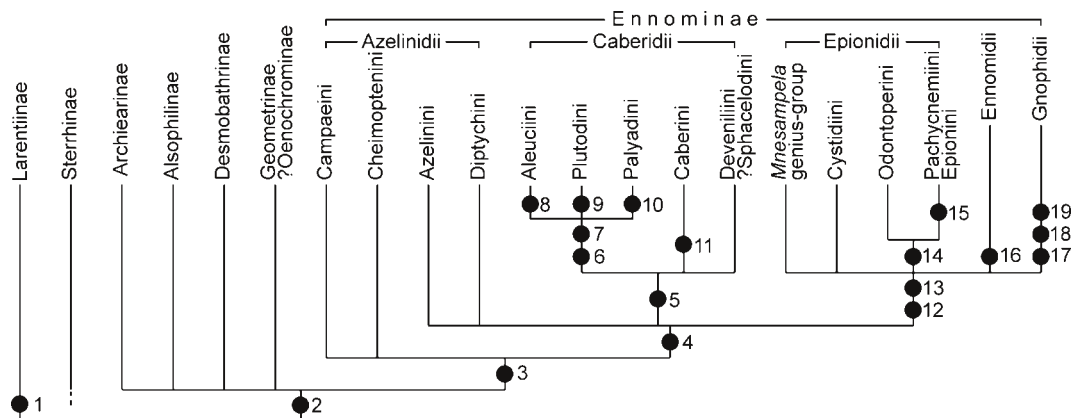 Ennominae
Azelinidii
Caberidii
Epionidii
Larentiinae
Sterrhinae
Archiearinae
Alsophilinae
Desmobathrinae
Geometrinae
?Oenochrominae
Campaeini
Cheimoptenini
Azelinini
Diptychini
Aleuciini
Plutodini
Palyadini
Caberini
Deveniliini
?Sphacelodini
Mnesampela
genius-group
Cystidiini
Odontoperini
Pachycnemiini
Epionini
Ennomidii
Gnophidii
8
9
10
15
19
7
11
18
6
14
16
17
5
13
12
4
3
1
2